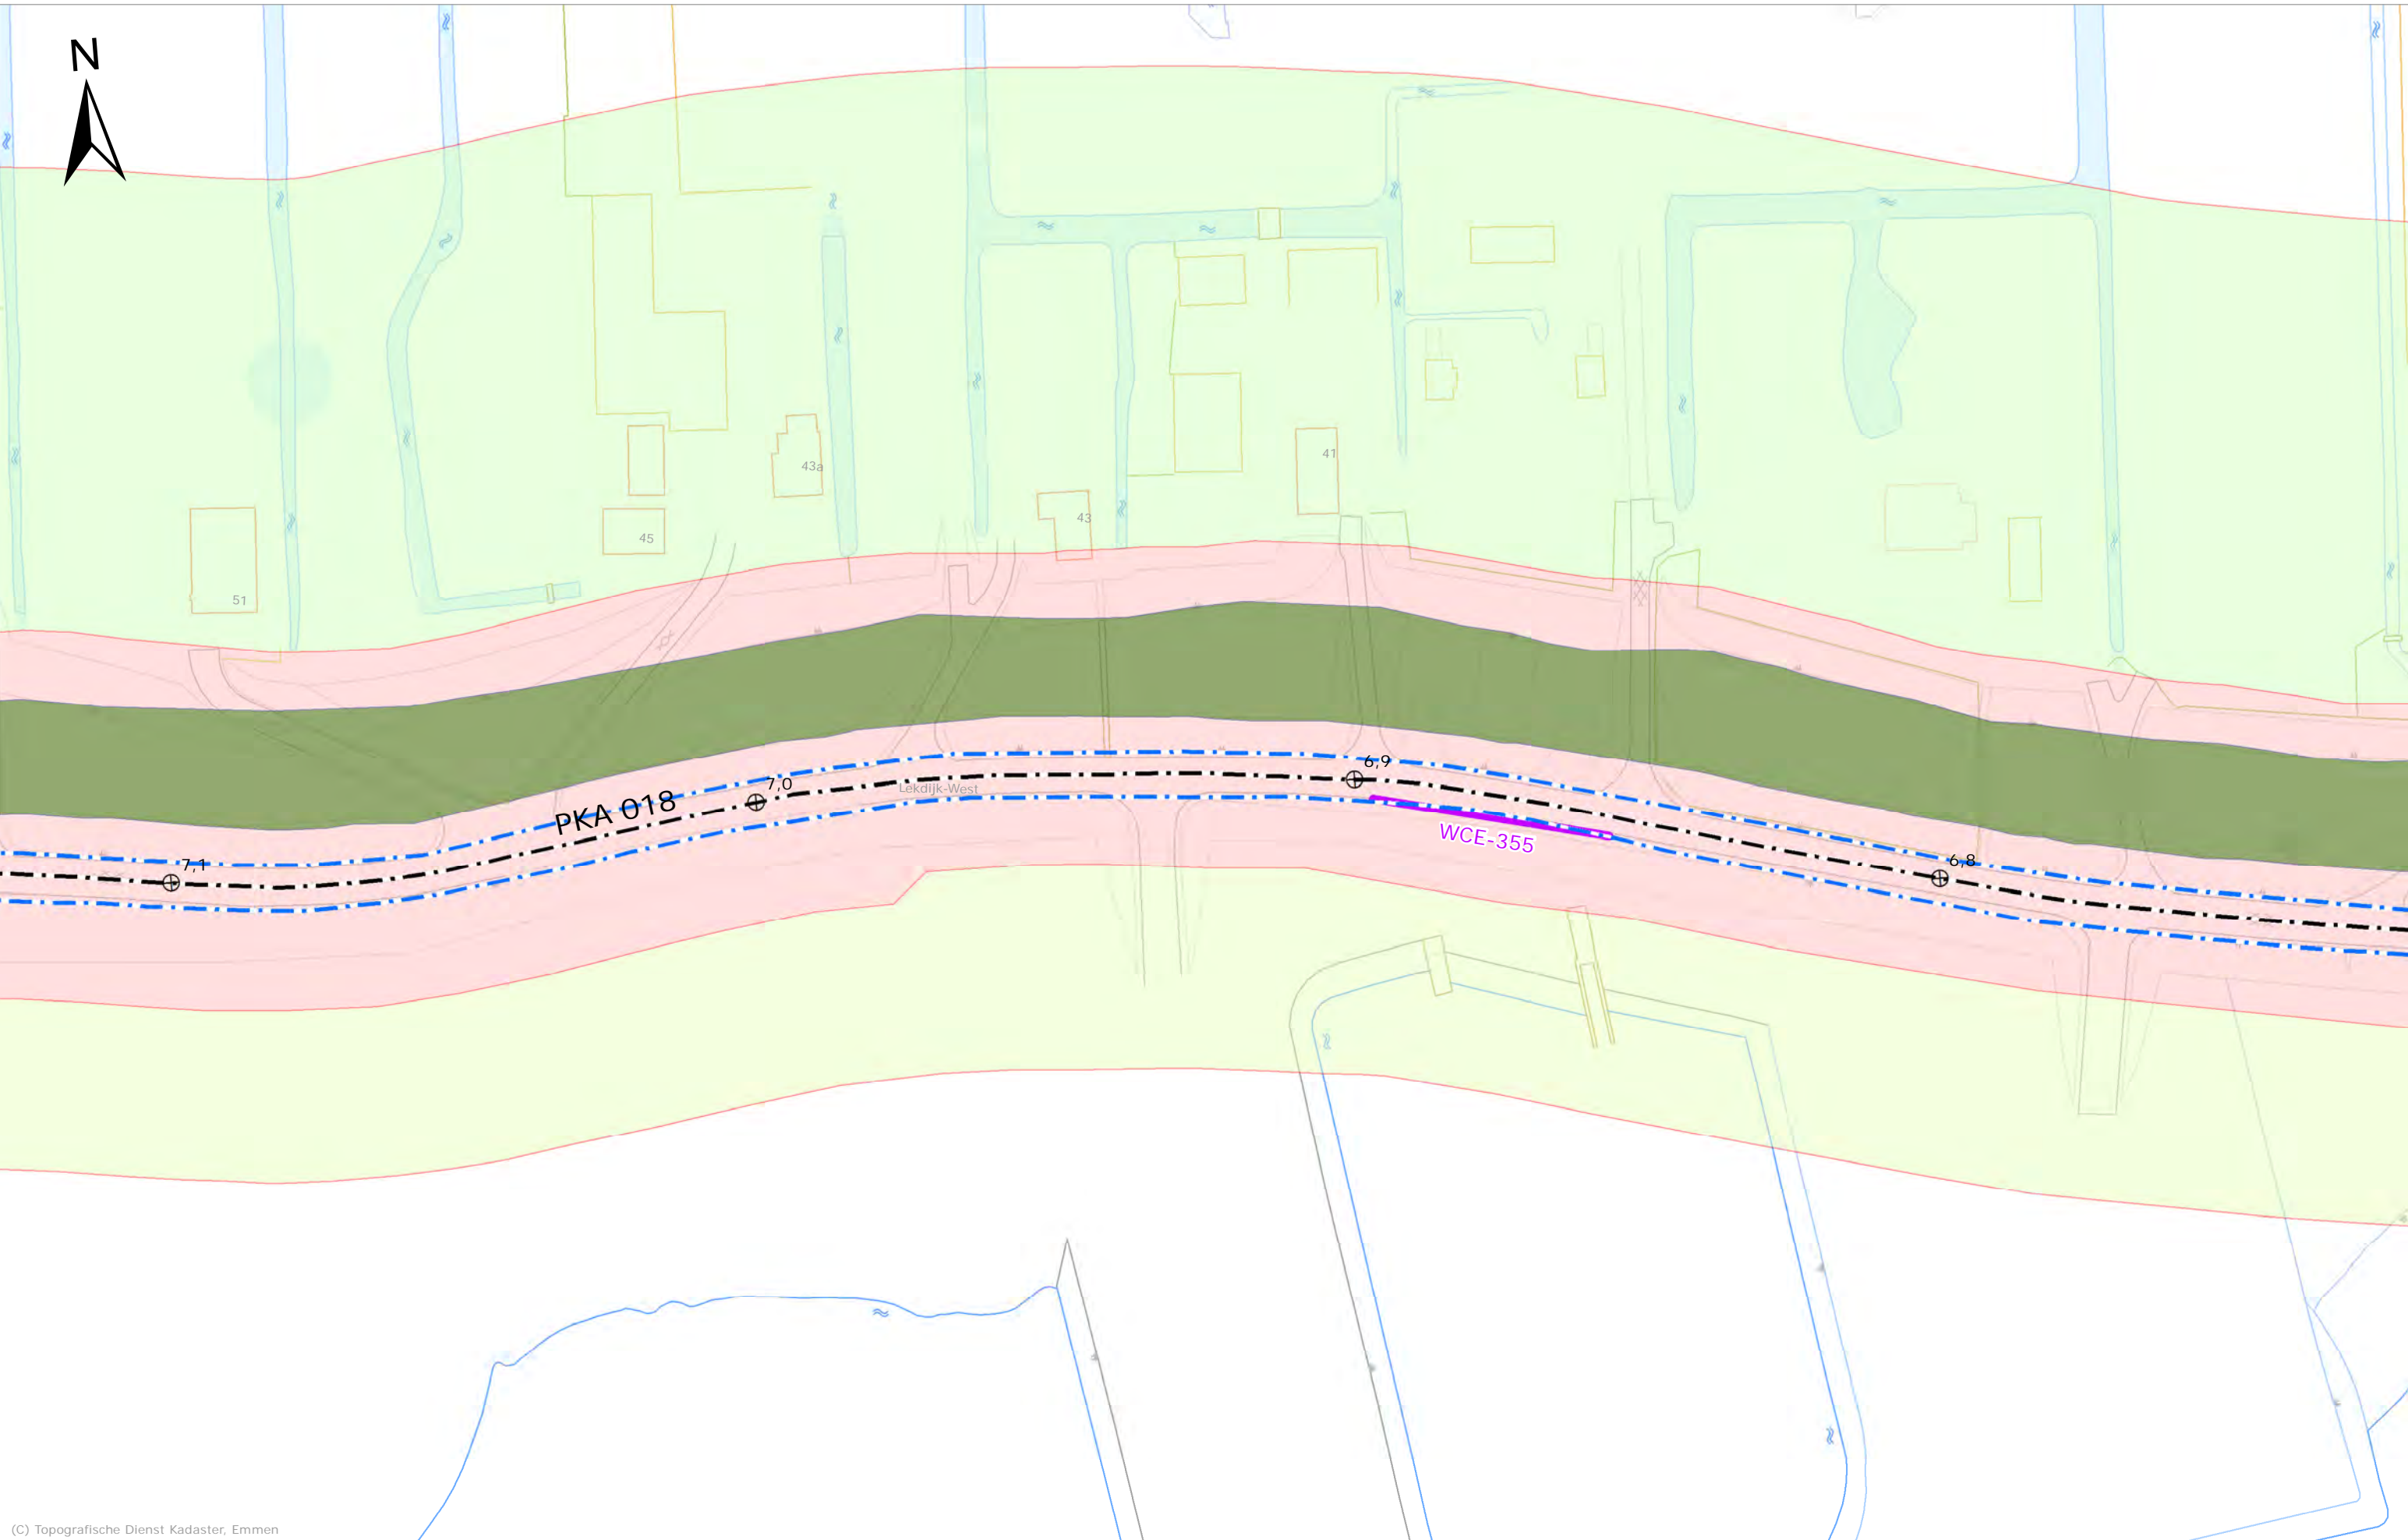 N
43a
41
43
45
51
6,9
7,0
Lekdijk-West
PKA 018
WCE-355
6,8
7,1
(C) Topografische Dienst Kadaster, Emmen